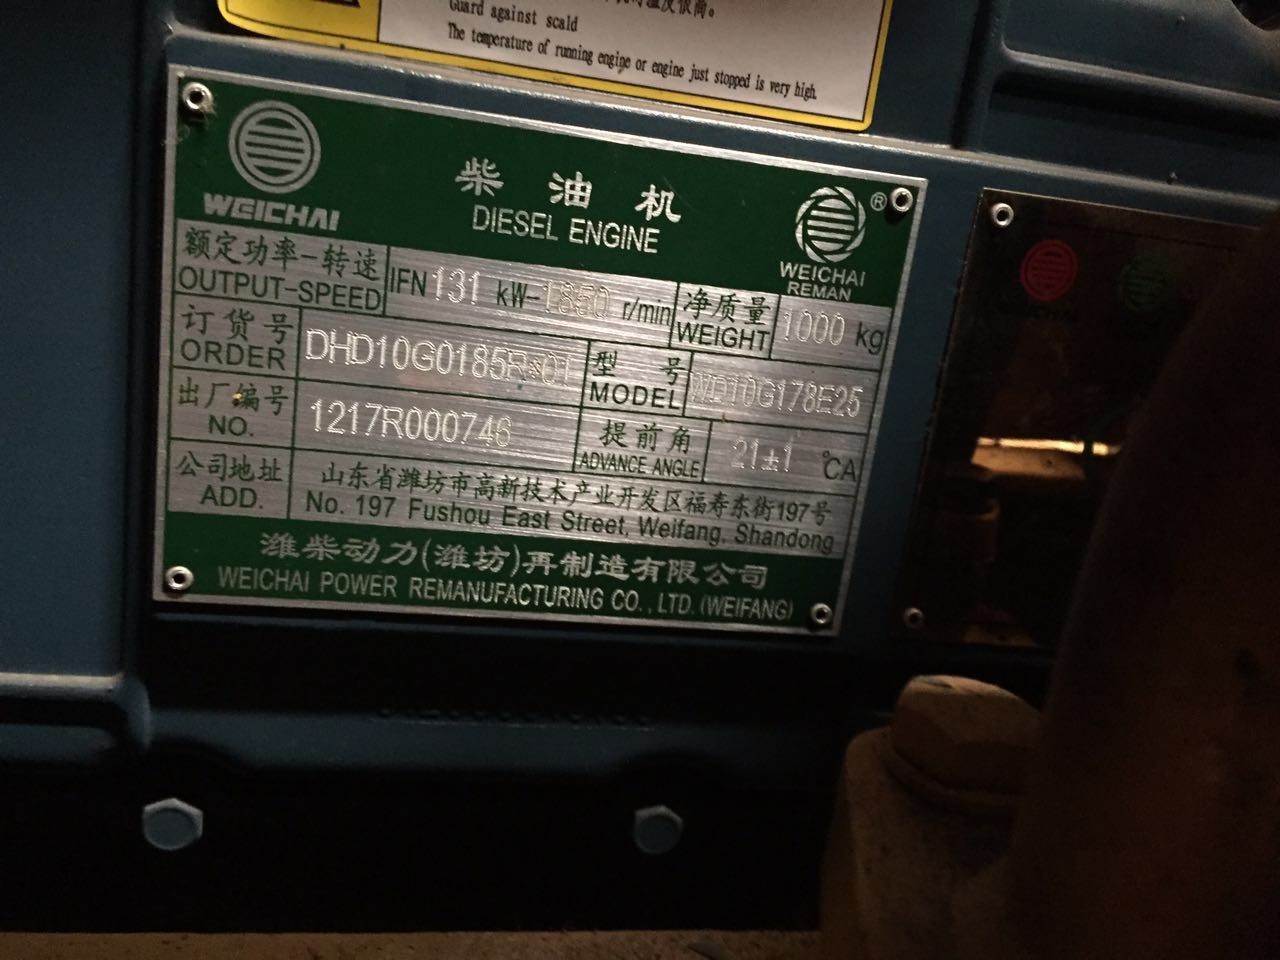 Guard against scald
The temperature of running engine or engine just stopped is very high.
WEICHAI
柴油机
DIESEL ENGINE
®
WEICHAI
REMAN
额定功率-转速 IFN 131 kW-1850 r/min 净质量 1000 kg
OUTPUT-SPEED WEIGHT
订货号 DHD10G0185R*01 型号 WD10G178E25
ORDER MODEL
出厂编号 1217R000746 提前角 21±1 °CA
NO. ADVANCE ANGLE
公司地址 山东省潍坊市高新技术产业开发区福寿东街197号
ADD. No. 197 Fushou East Street, Weifang, Shandong
潍柴动力(潍坊)再制造有限公司
WEICHAI POWER REMANUFACTURING CO., LTD. (WEIFANG)